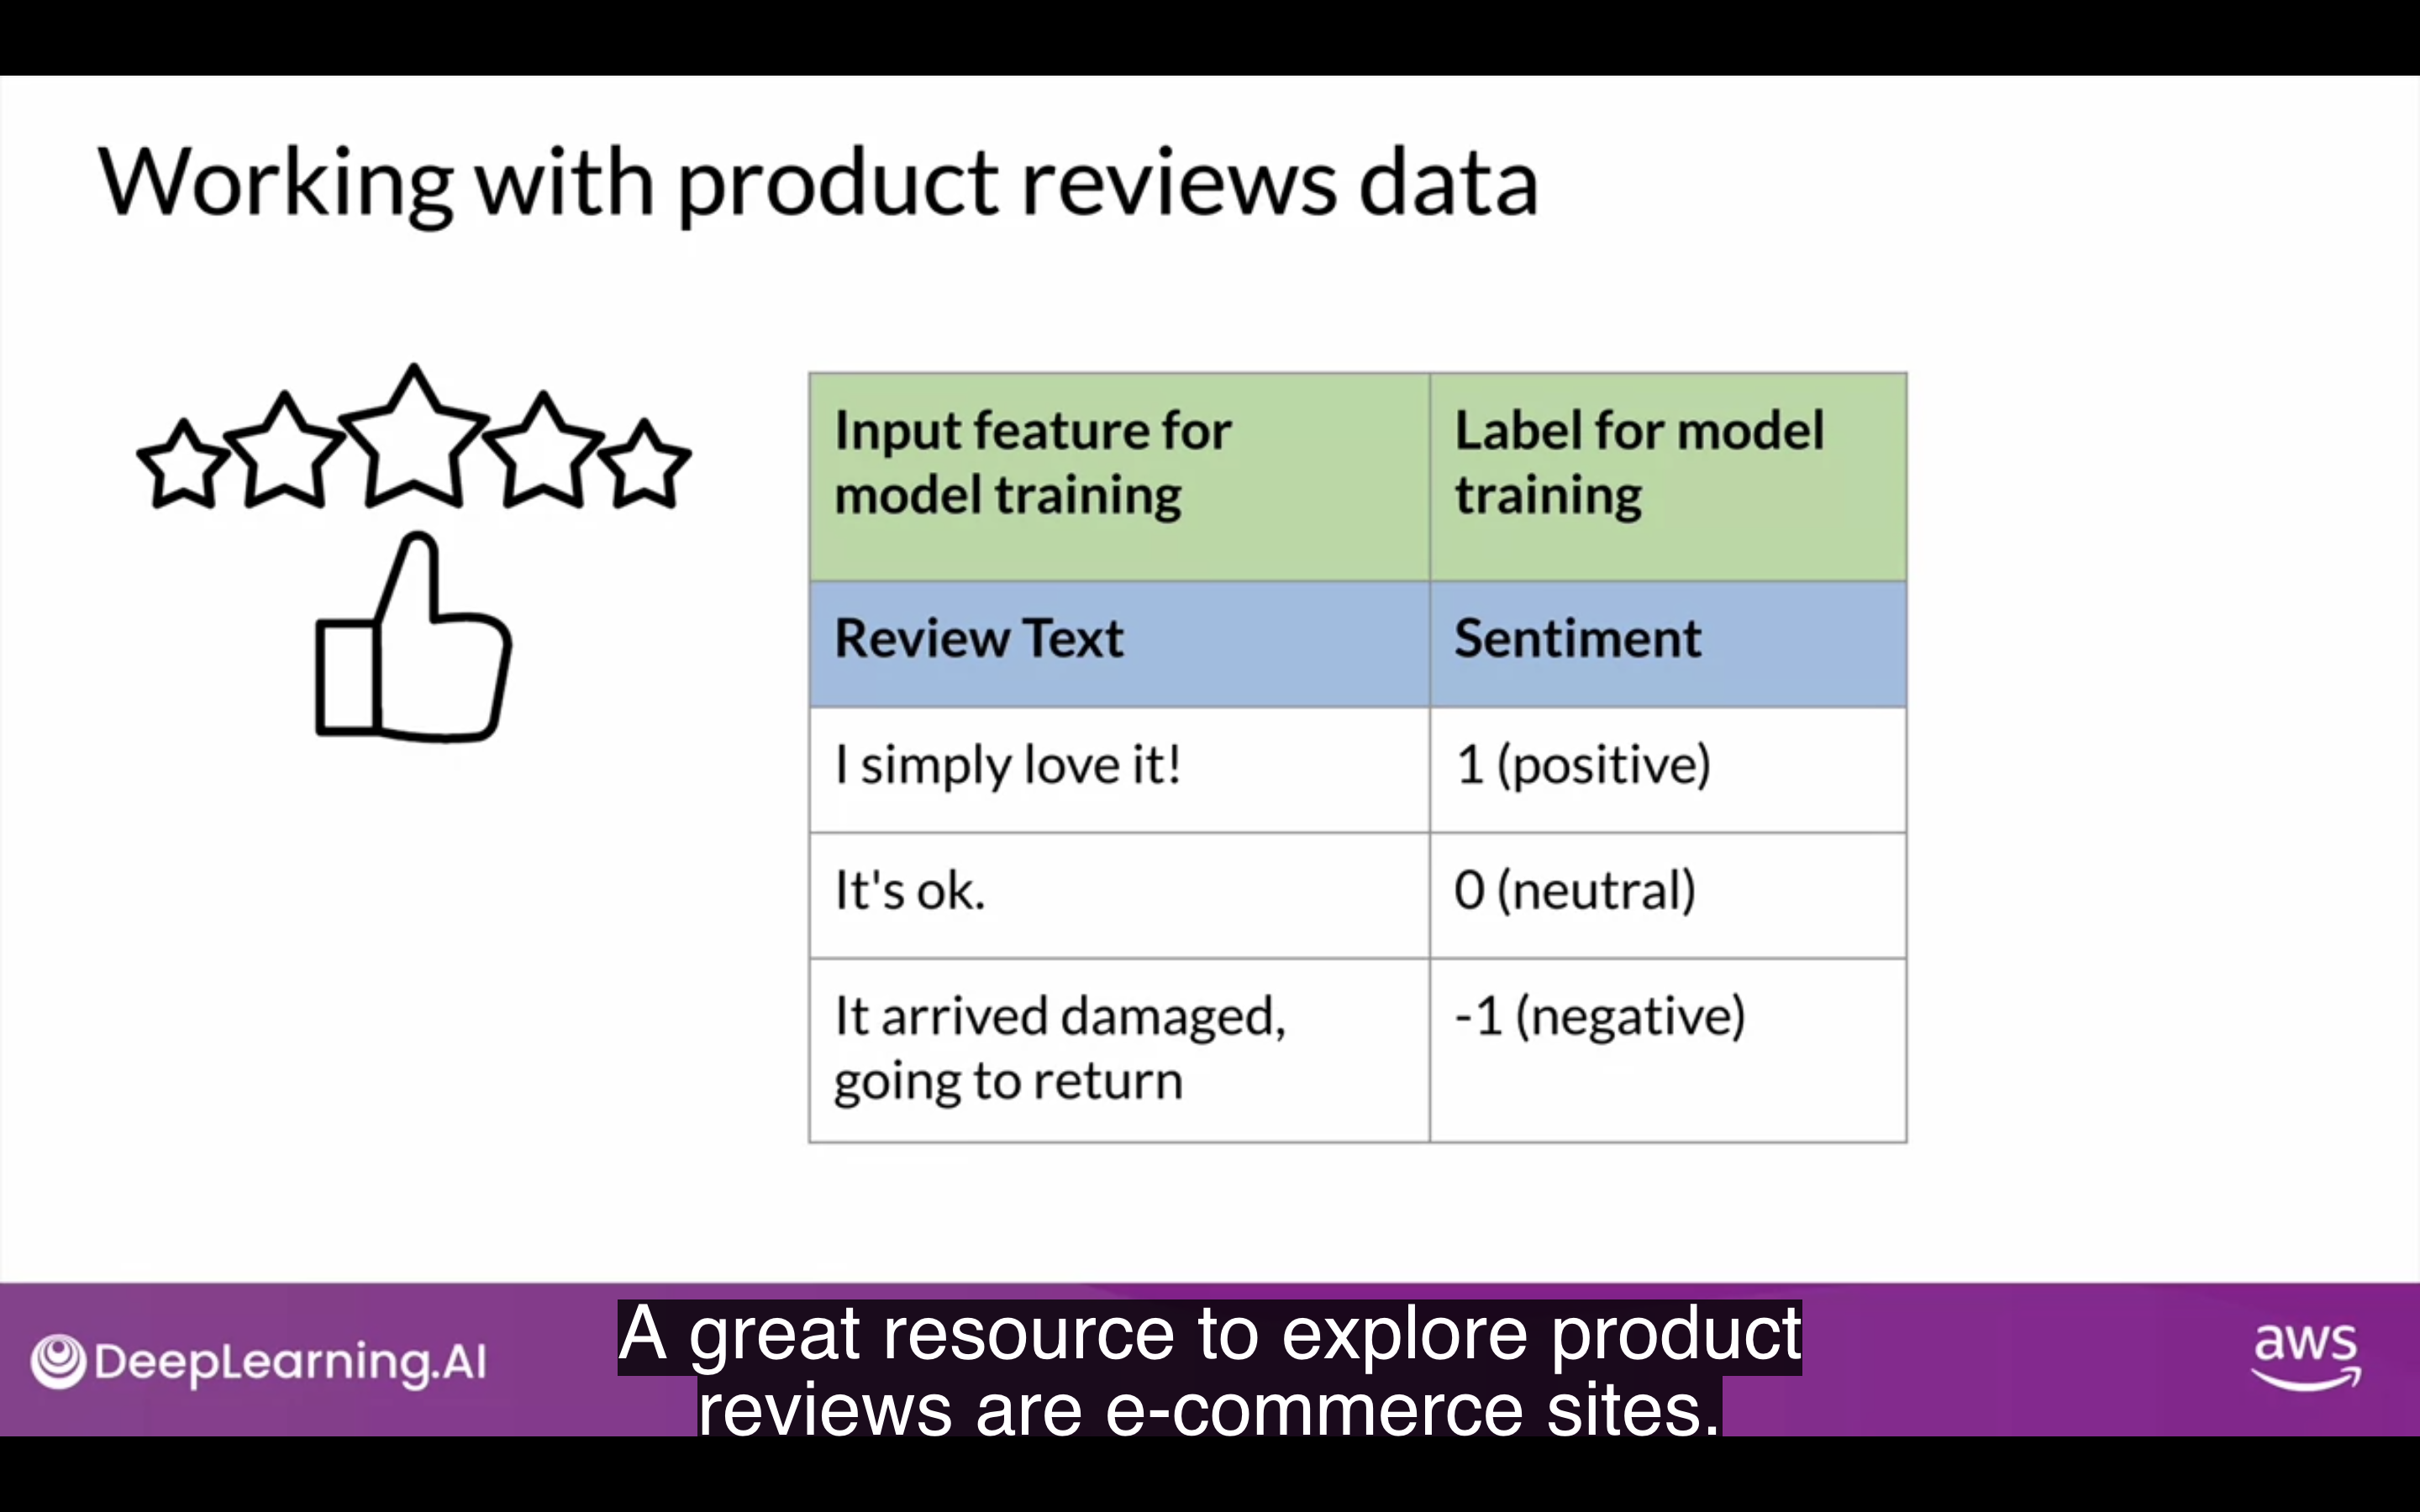 Working with product reviews data
Input feature for
model training
Label for model
training
Review Text
Sentiment
I simply love it!
1 (positive)
It's ok.
0 (neutral)
It arrived damaged,
going to return
-1 (negative)
DeepLearning.AI
A great resource to explore product
reviews are e-commerce sites.
aws